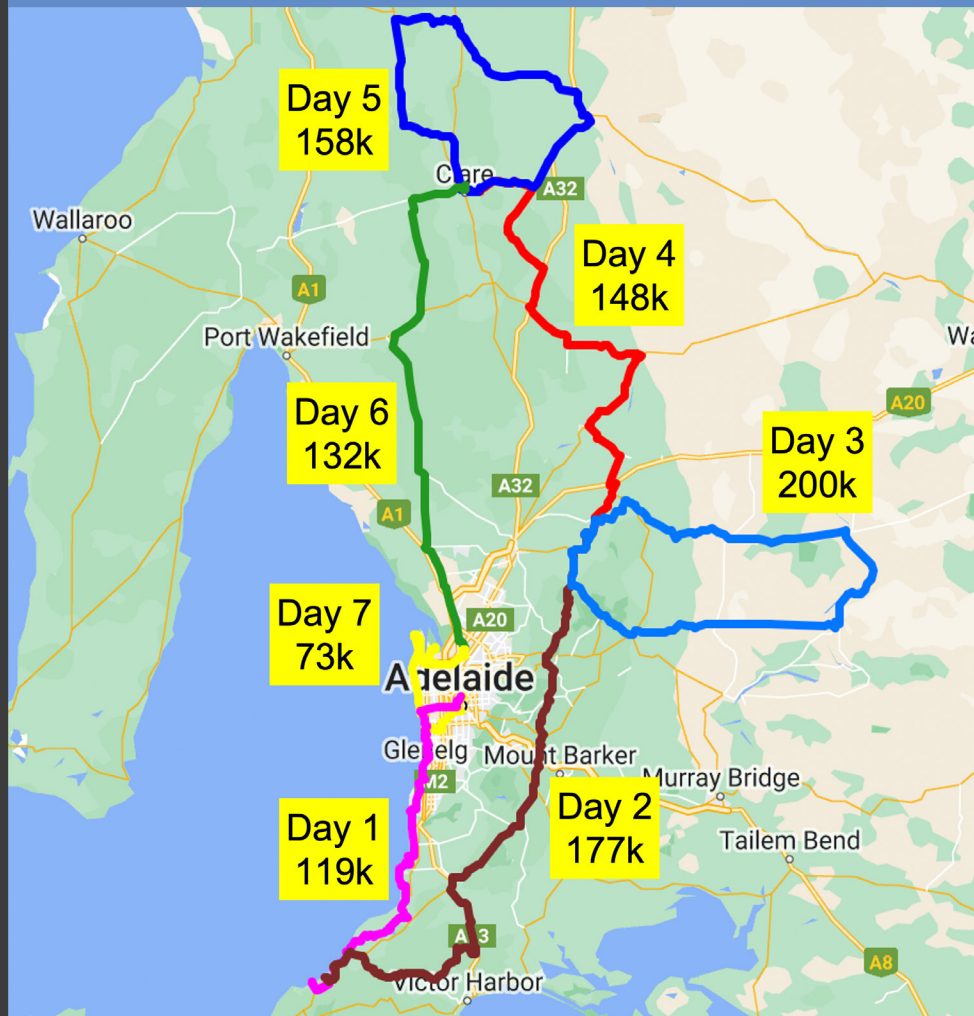 Day 5
158k
Clare
A32
Wallaroo
Day 4
148k
A1
Port Wakefield
Day 6
132k
A20
Day 3
200k
A32
A1
Day 7
73k
A20
Adelaide
Glenelg
Mount Barker
M2
Murray Bridge
Day 1
119k
Day 2
177k
Tailem Bend
A13
A8
Victor Harbor